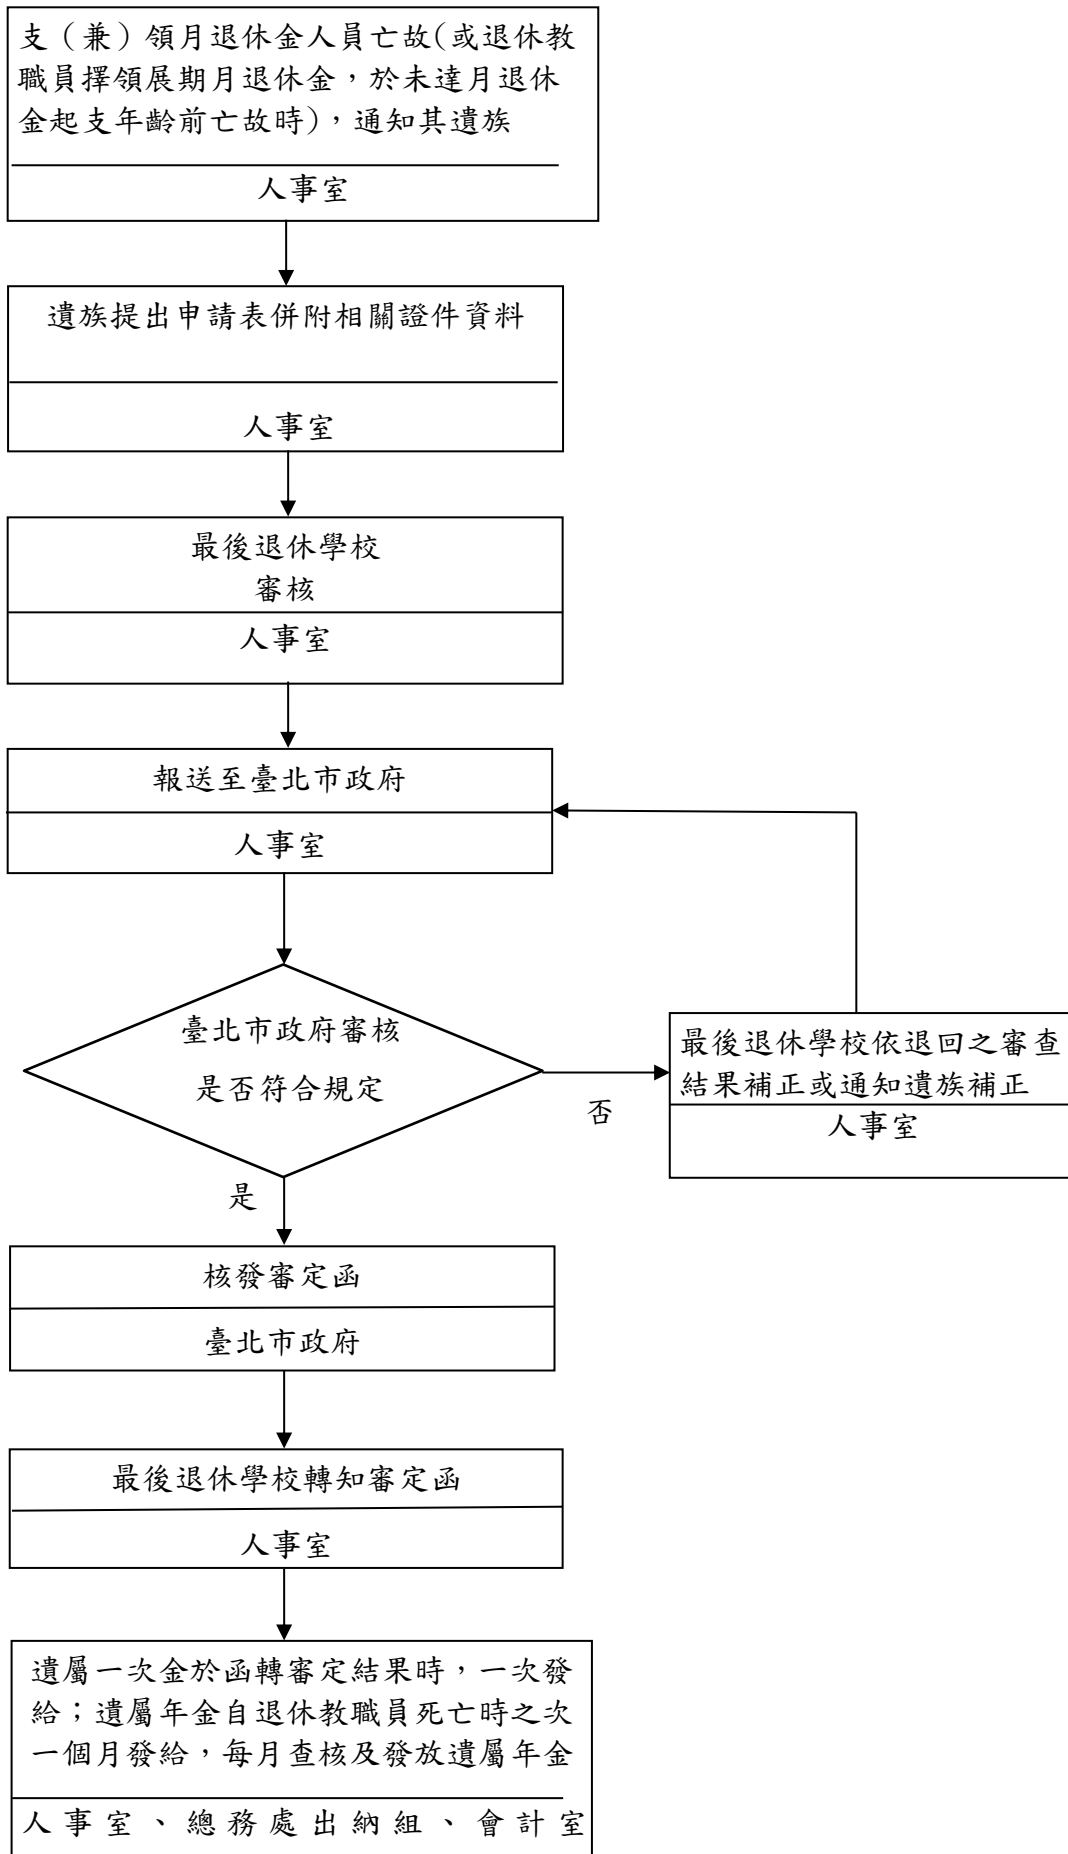 支（兼）領月退休金人員亡故(或退休教
職員擇領展期月退休金，於未達月退休
金起支年齡前亡故時)，通知其遺族
人事室
遺族提出申請表併附相關證件資料
人事室
最後退休學校
審核
人事室
報送至臺北市政府
人事室
臺北市政府審核
是否符合規定
否
最後退休學校依退回之審查
結果補正或通知遺族補正
人事室
是
核發審定函
臺北市政府
最後退休學校轉知審定函
人事室
遺屬一次金於函轉審定結果時，一次發
給；遺屬年金自退休教職員死亡時之次
一個月發給，每月查核及發放遺屬年金
人事室、總務處出納組、會計室